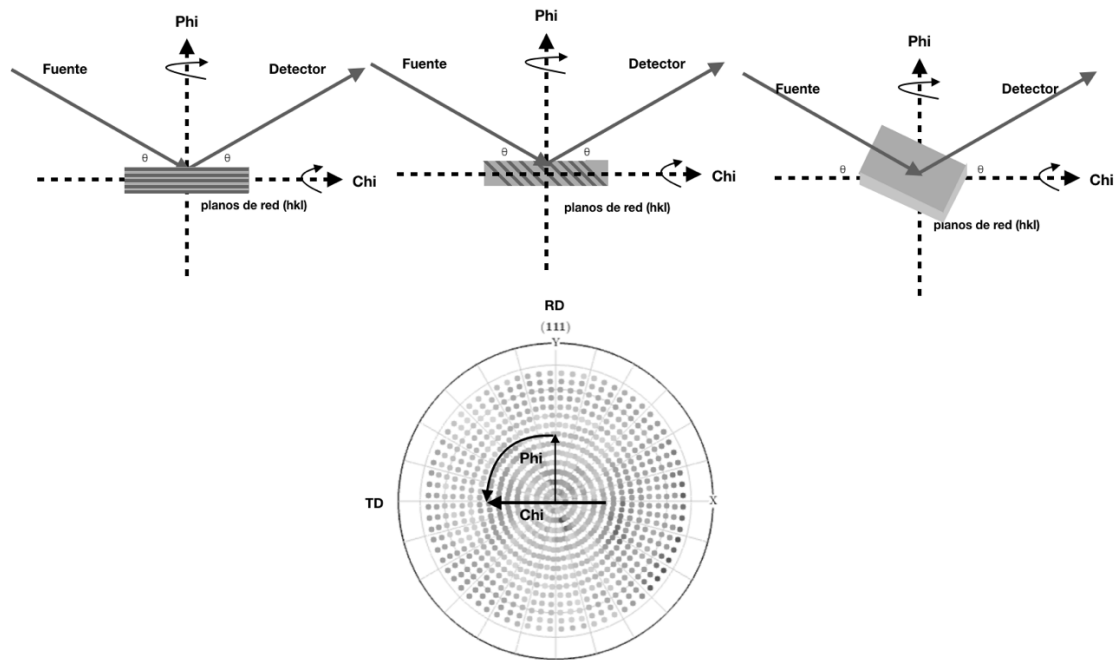 Phi
Fuente
Detector
θ
θ
Chi
planos de red (hkl)
Phi
Fuente
Detector
θ
θ
Chi
planos de red (hkl)
Phi
Fuente
Detector
θ
θ
Chi
planos de red (hkl)
RD
(111)
Y
Phi
TD
X
Chi